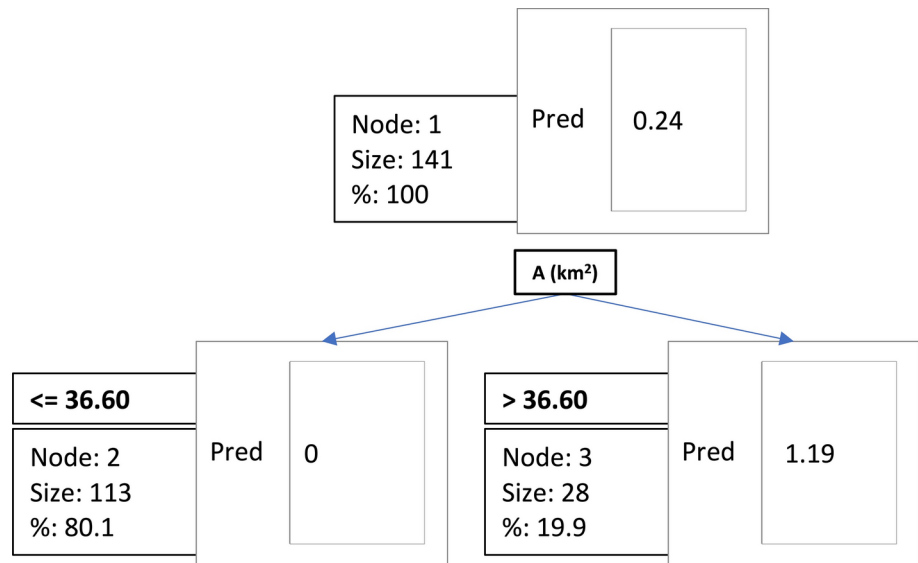 Node: 1
Size: 141
%: 100
Pred
0.24
A (km²)
<= 36.60
Node: 2
Size: 113
%: 80.1
Pred
0
> 36.60
Node: 3
Size: 28
%: 19.9
Pred
1.19